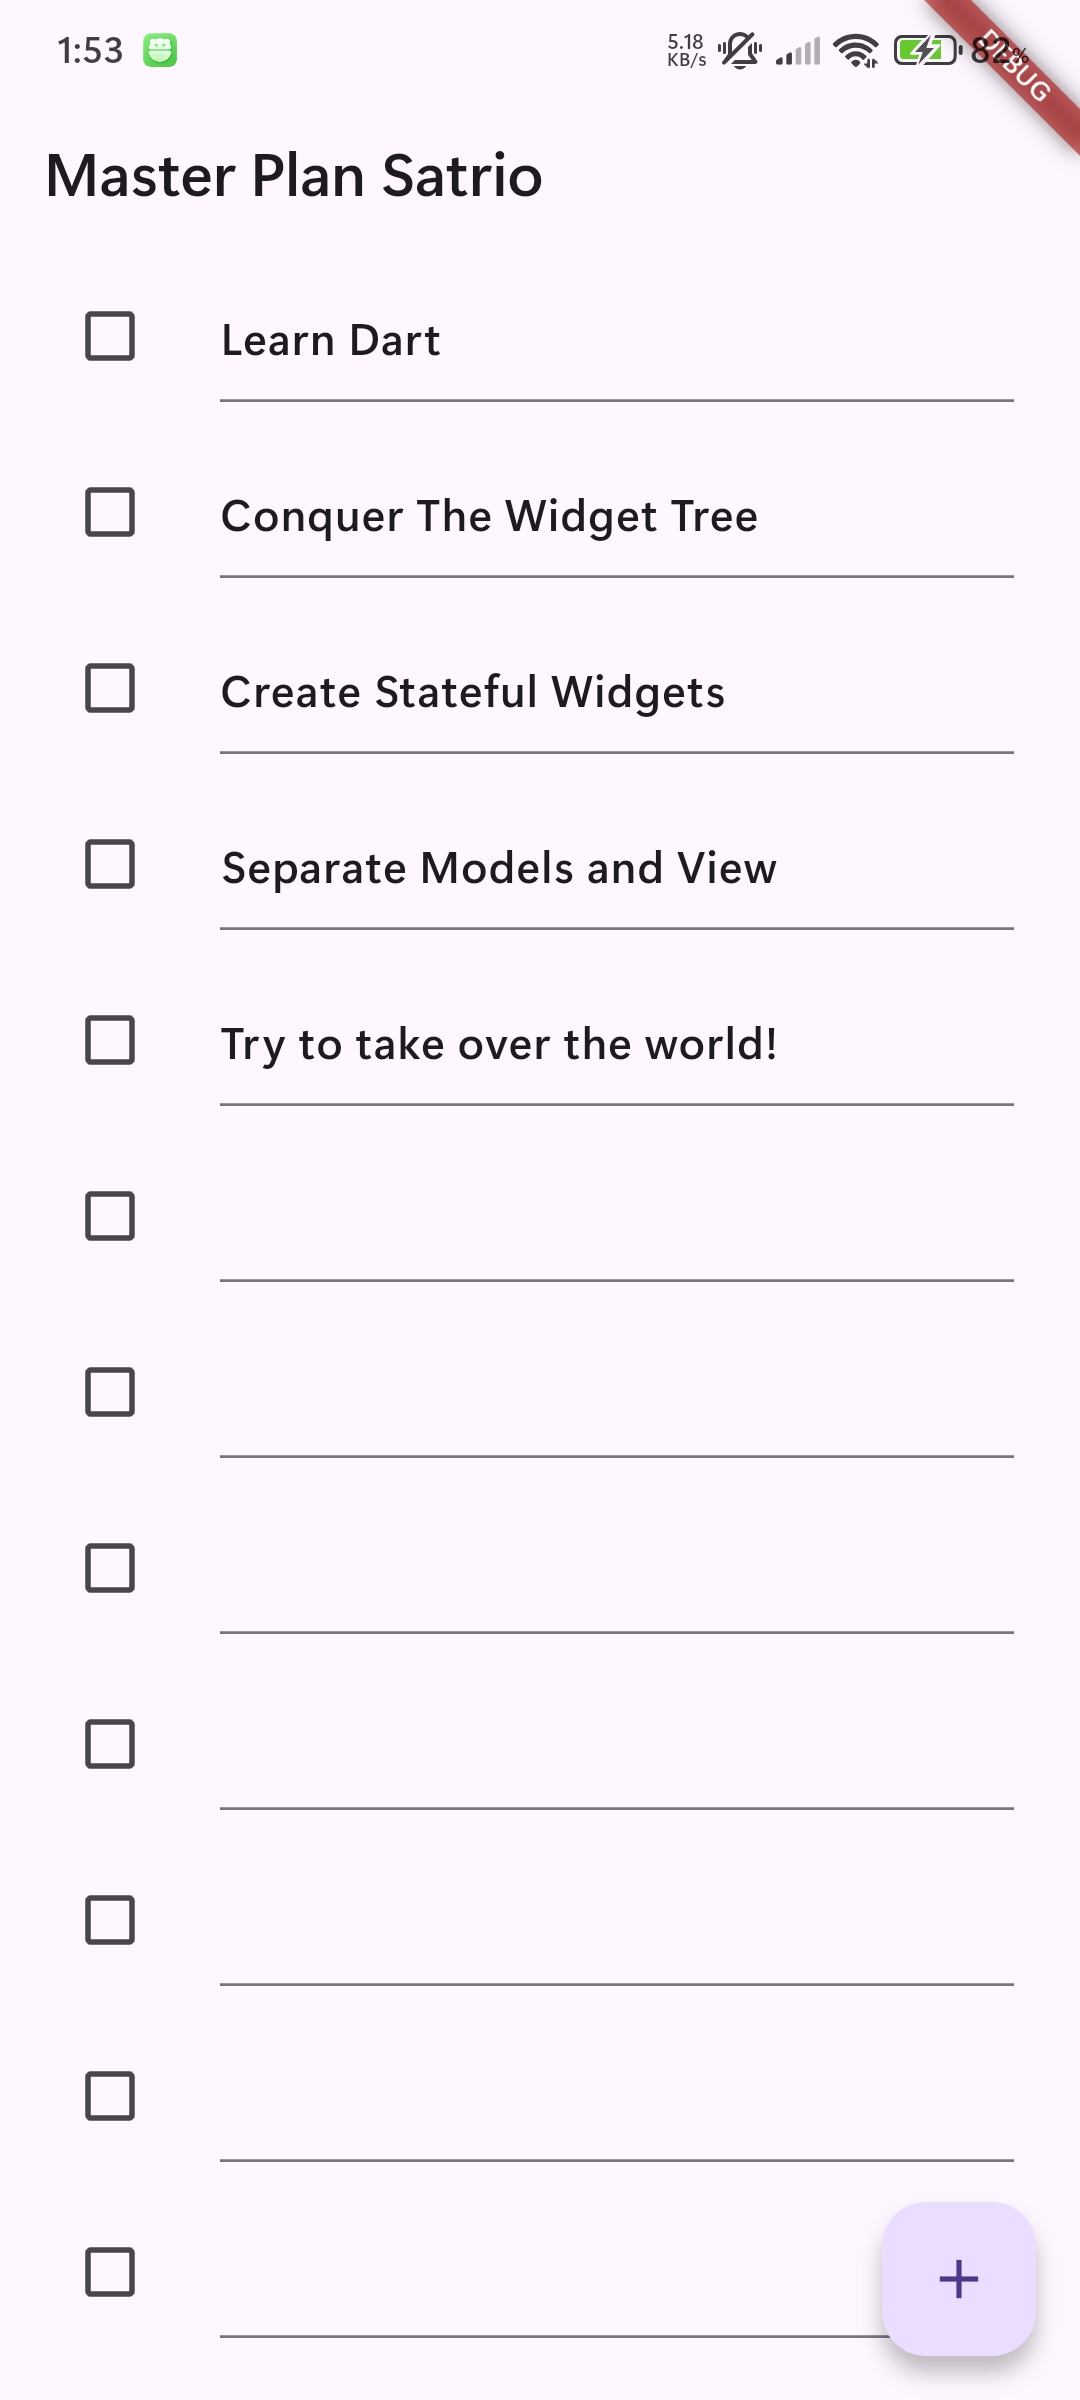 1:53
5.18
KB/s
82%
DEBUG
Master Plan Satrio
Learn Dart
Conquer The Widget Tree
Create Stateful Widgets
Separate Models and View
Try to take over the world!
+